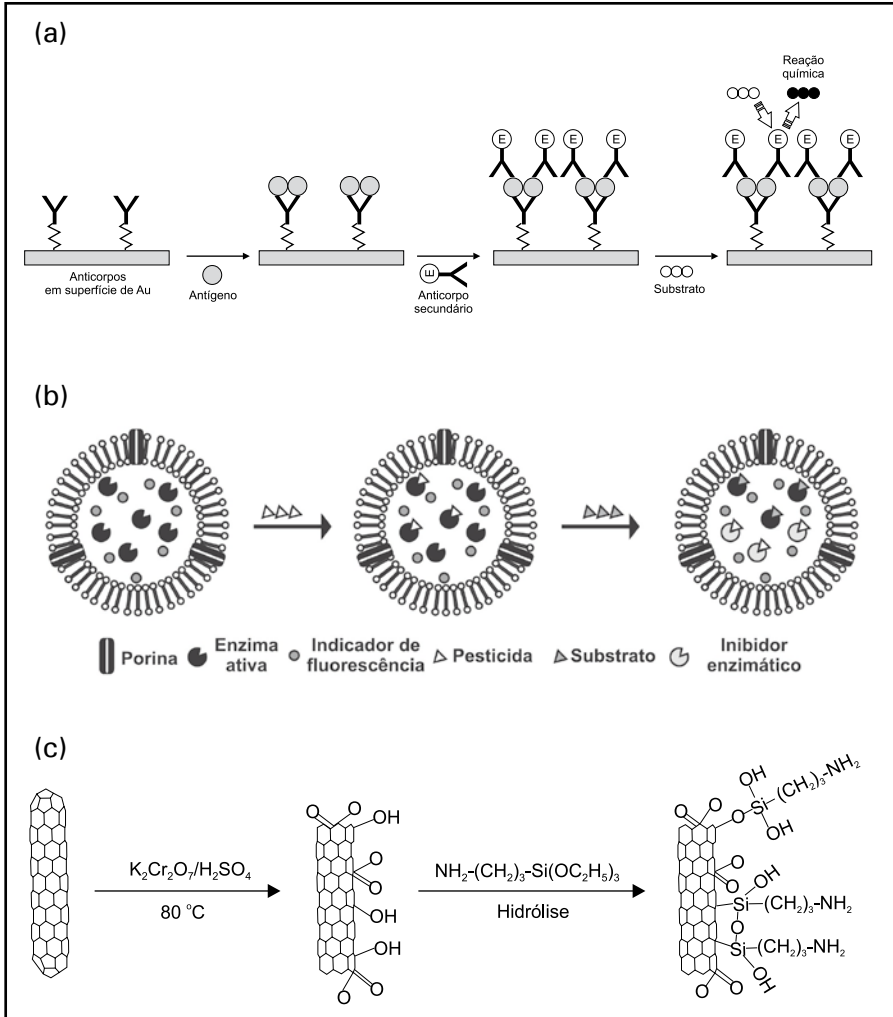 (a)
Reação
química
E
E
E
E
E
E
E
E
Anticorpos
em superfície de Au
Antígeno
E
Anticorpo
secundário
Substrato
(b)
Porina
Enzima
ativa
Indicador de
fluorescência
Pesticida
Substrato
Inibidor
enzimático
(c)
K2Cr2O7/H2SO4
80 °C
O
O
OH
O
O
OH
OH
O
O
NH2-(CH2)3-Si(OC2H5)3
Hidrólise
O
O
O
OH
Si
(CH2)3-NH2
OH
O
O
OH
Si
(CH2)3-NH2
O
Si
(CH2)3-NH2
OH
O
O